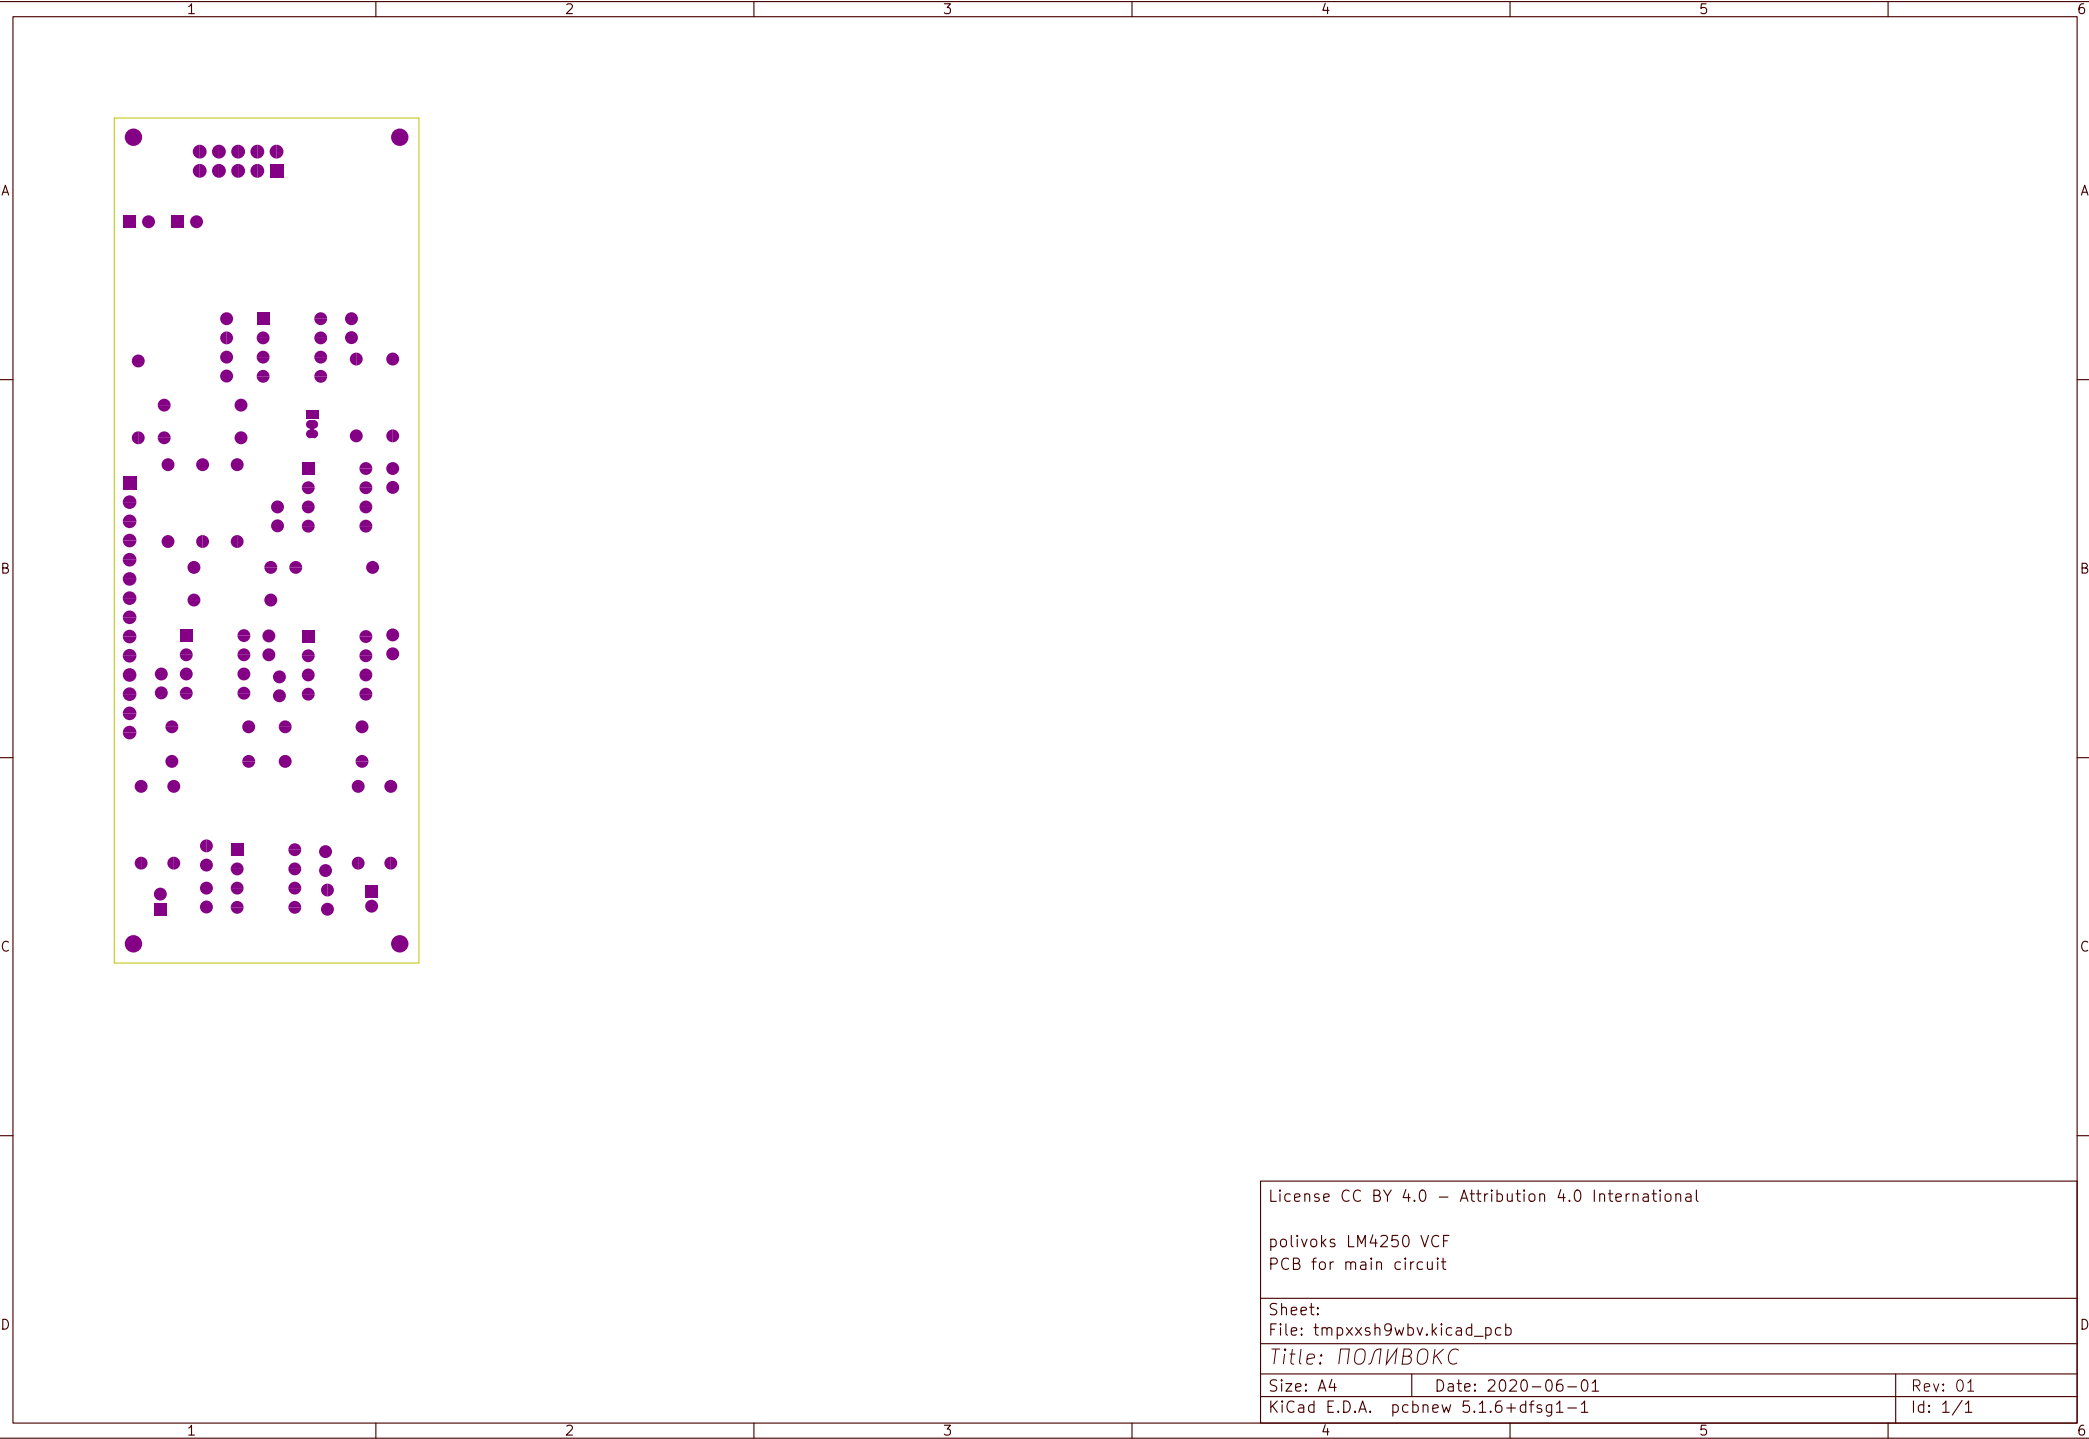 1 2 3 4 5 6
A A
B B
C C
License CC BY 4.0 − Attribution 4.0 International
polivoks LM4250 VCF
PCB for main circuit
Sheet:
D D
File: tmpxxsh9wbv.kicad_pcb
Title: ПОЛИВОКС
Size: A4 Date: 2020−06−01 Rev: 01
KiCad E.D.A. pcbnew 5.1.6+dfsg1−1 Id: 1/1
1 2 3 4 5 6